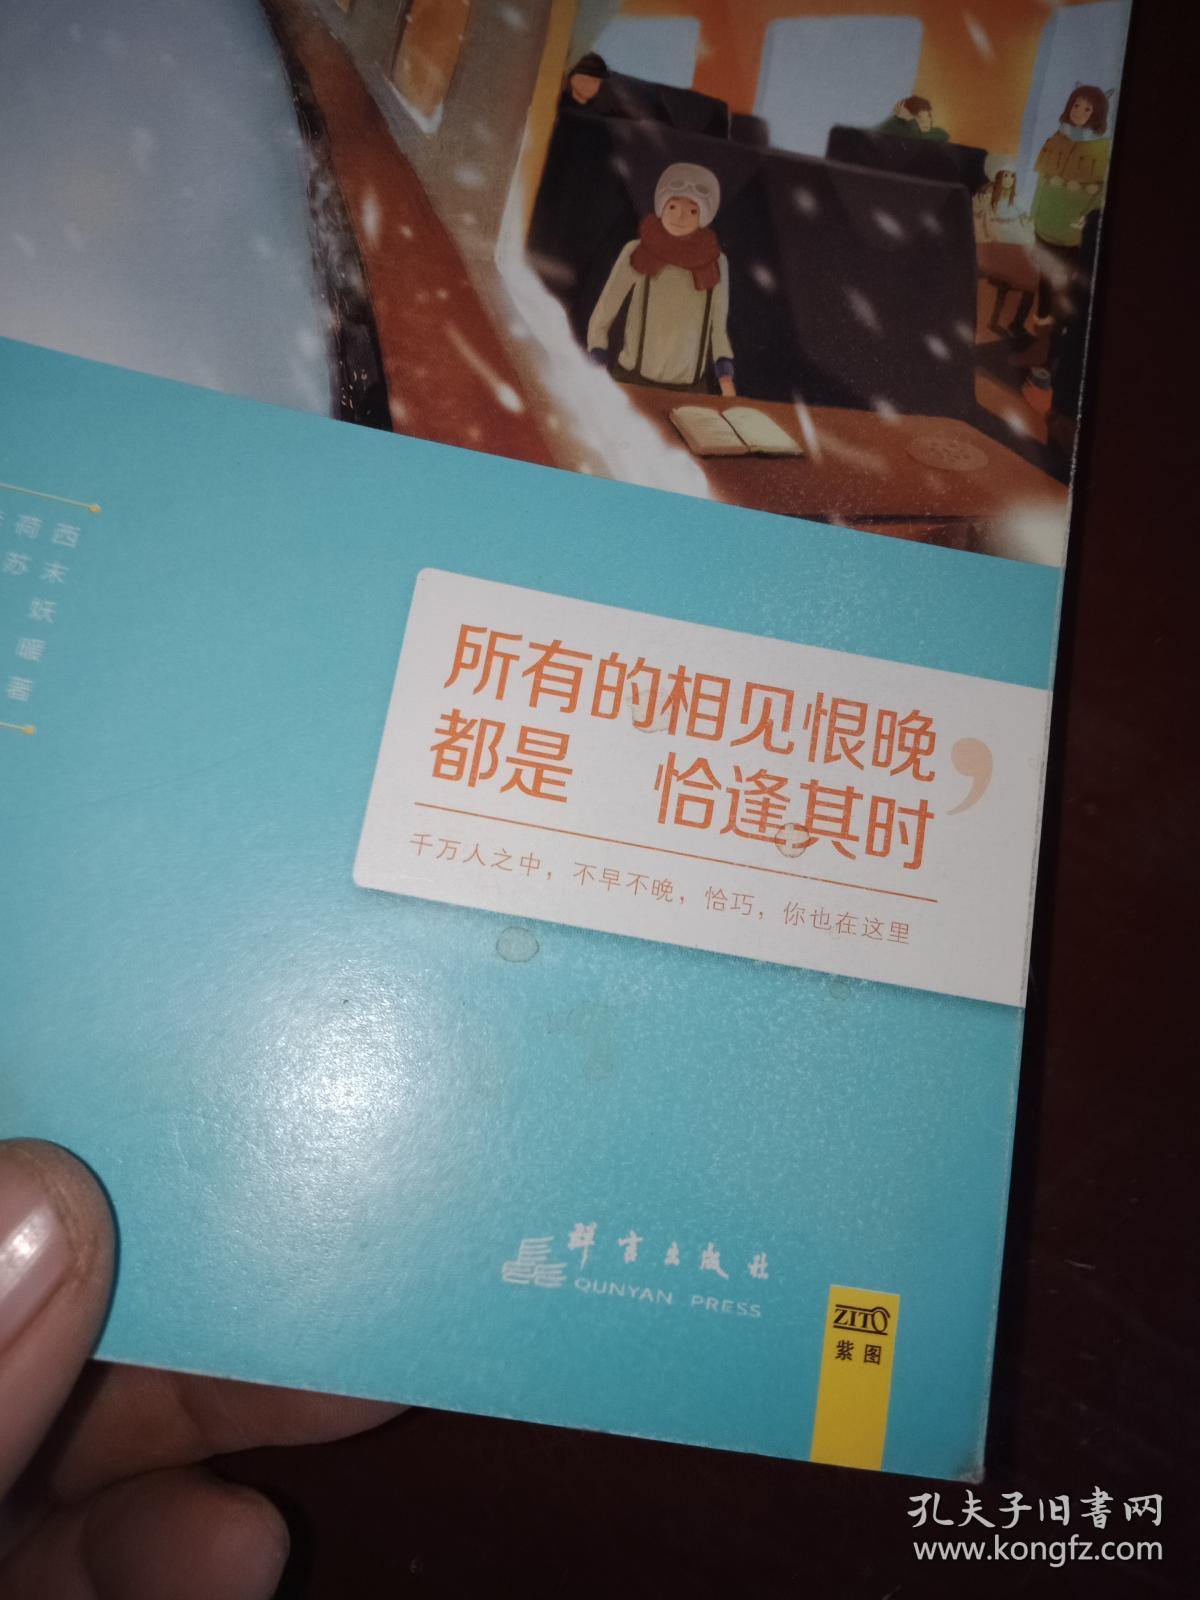 西末妖暖著
荷苏
所有的相见恨晚，
都是 恰逢其时
千万人之中，不早不晚，恰巧，你也在这里
群言出版社
QUNYAN PRESS
ZITO
紫图
孔夫子旧书网
www.kongfz.com